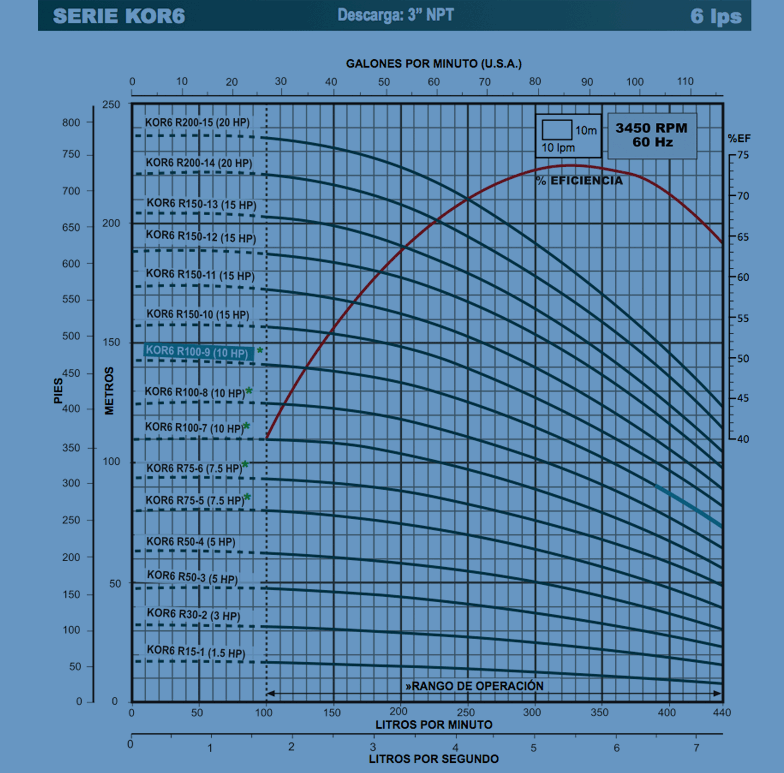 SERIE KOR6 Descarga: 3” NPT 6 lps
GALONES POR MINUTO (U.S.A.)
0 10 20 30 40 50 60 70 80 90 100 110
250
200
150
100
50
0
METROS
800
750
700
650
600
550
500
450
400
350
300
250
200
150
100
50
0
PIES
KOR6 R200-15 (20 HP)
KOR6 R200-14 (20 HP)
KOR6 R150-13 (15 HP)
KOR6 R150-12 (15 HP)
KOR6 R150-11 (15 HP)
KOR6 R150-10 (15 HP)
KOR6 R100-9 (10 HP) *
KOR6 R100-8 (10 HP)*
KOR6 R100-7 (10 HP)*
KOR6 R75-6 (7.5 HP)*
KOR6 R75-5 (7.5 HP)*
KOR6 R50-4 (5 HP)
KOR6 R50-3 (5 HP)
KOR6 R30-2 (3 HP)
KOR6 R15-1 (1.5 HP)
10m
10 lpm
3450 RPM
60 Hz
% EFICIENCIA
%EF
75
70
65
60
55
50
45
40
»RANGO DE OPERACIÓN
0 50 100 150 200 250 300 350 440
LITROS POR MINUTO
0 1 2 3 4 5 6 7
LITROS POR SEGUNDO